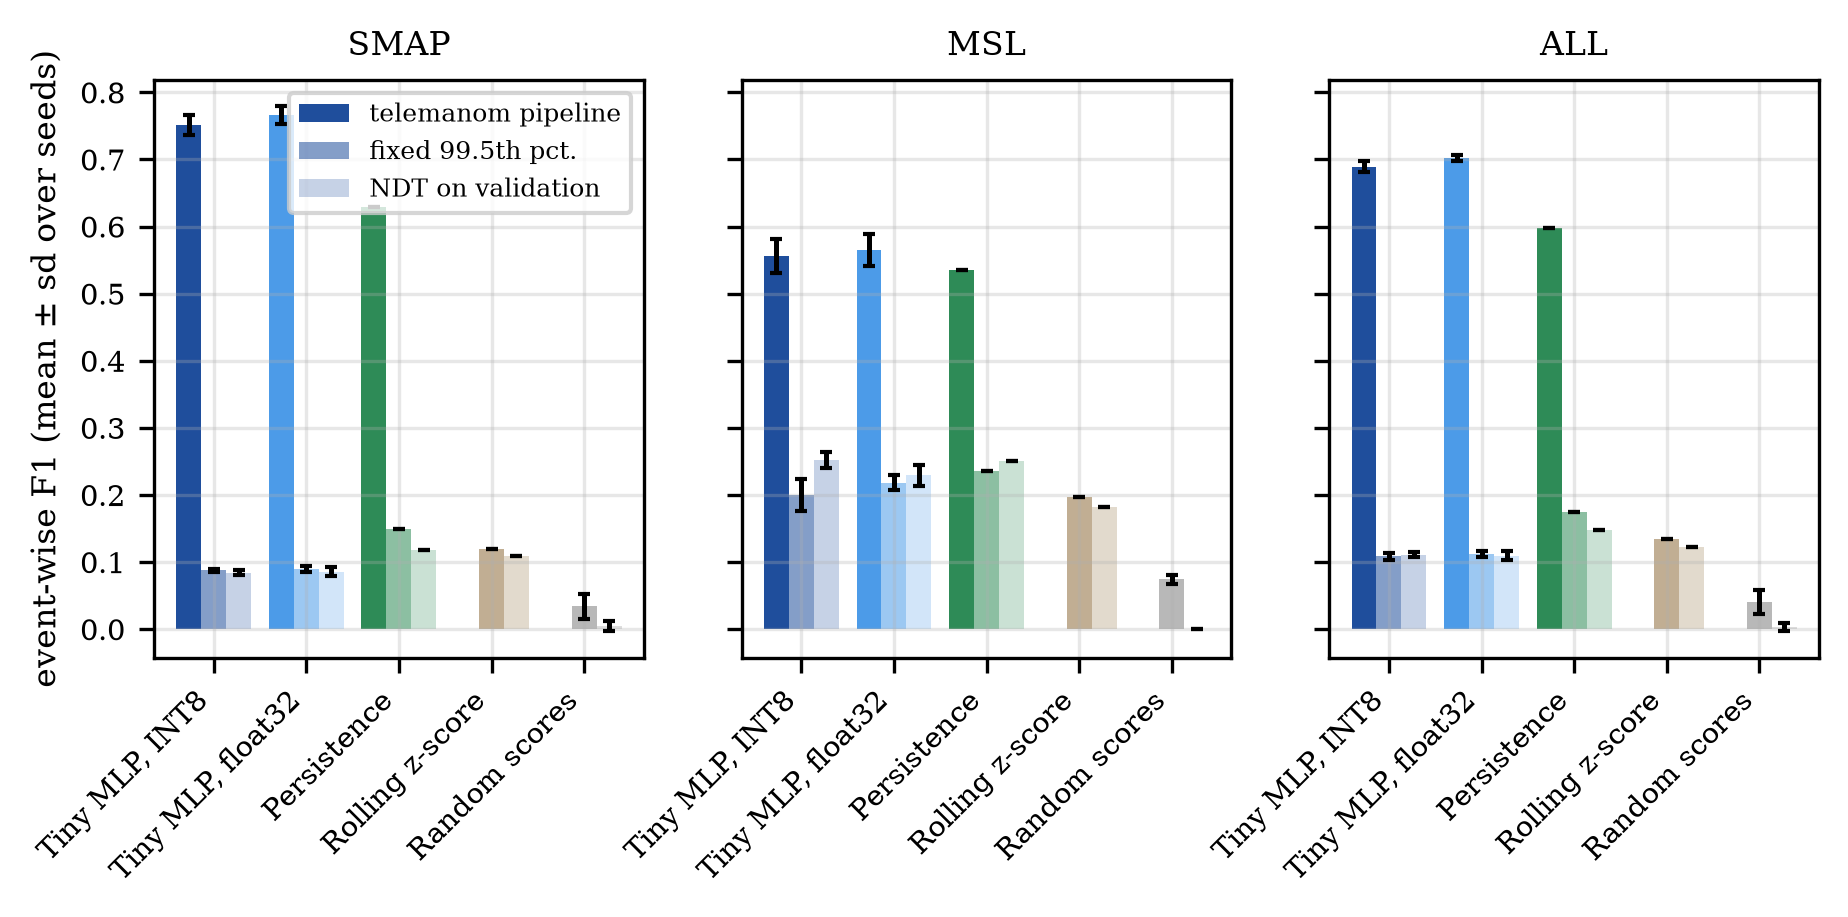 SMAP
MSL
ALL
event-wise F1 (mean ± sd over seeds)
0.8
0.7
0.6
0.5
0.4
0.3
0.2
0.1
0.0
telemanom pipeline
fixed 99.5th pct.
NDT on validation
Tiny MLP, INT8
Tiny MLP, float32
Persistence
Rolling z-score
Random scores
Tiny MLP, INT8
Tiny MLP, float32
Persistence
Rolling z-score
Random scores
Tiny MLP, INT8
Tiny MLP, float32
Persistence
Rolling z-score
Random scores